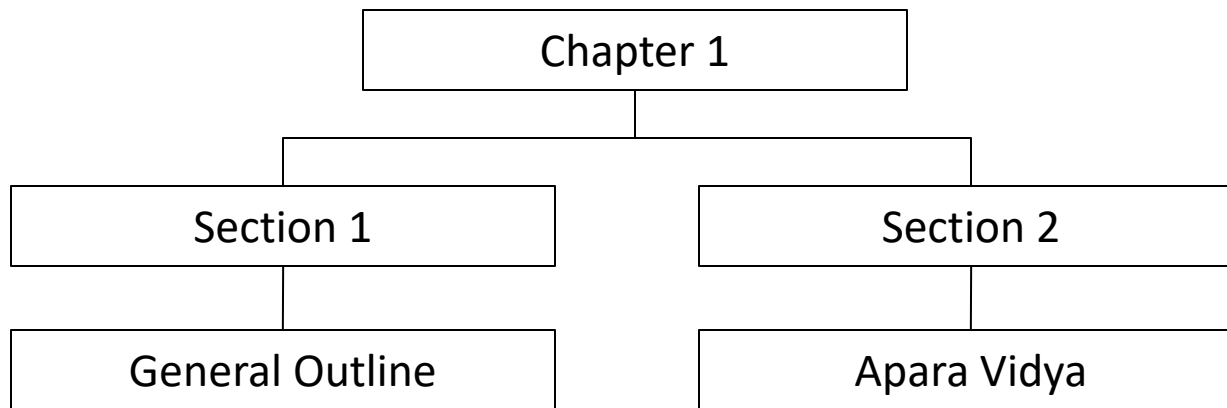 Chapter 1
Section 1
Section 2
General Outline
Apara Vidya